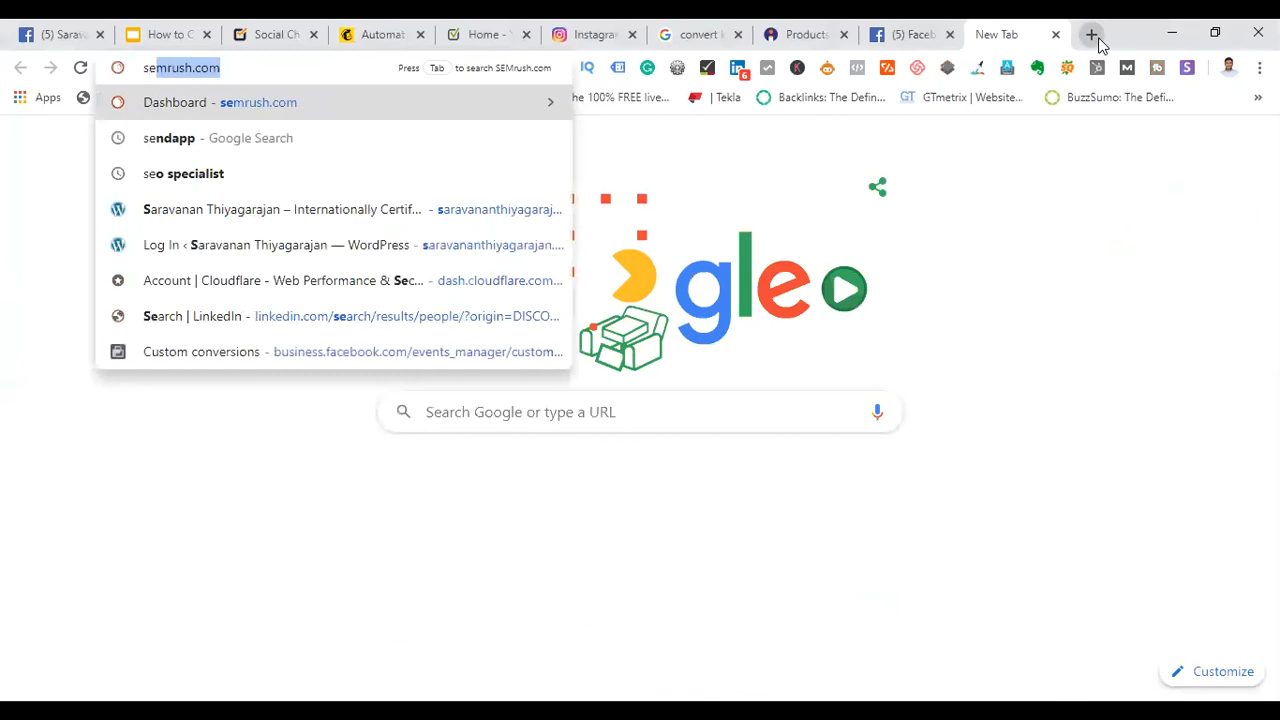 (5) Sarav How to C Social Ch Automat Home - Instagra convert k Products (5) Faceb New Tab
semrush.com Press Tab to search SEMrush.com
6
Apps he 100% FREE live... | Tekla Backlinks: The Defin... GTmetrix | Website... BuzzSumo: The Defi... »
Dashboard - semrush.com
sendapp - Google Search
seo specialist
Saravanan Thiyagarajan – Internationally Certif... - saravananthiyagaraj...
Log In ‹ Saravanan Thiyagarajan — WordPress - saravananthiyagarajan....
Account | Cloudflare - Web Performance & Sec... - dash.cloudflare.com...
Search | LinkedIn - linkedin.com/search/results/people/?origin=DISCO...
Custom conversions - business.facebook.com/events_manager/custom...
gle
Search Google or type a URL
Customize